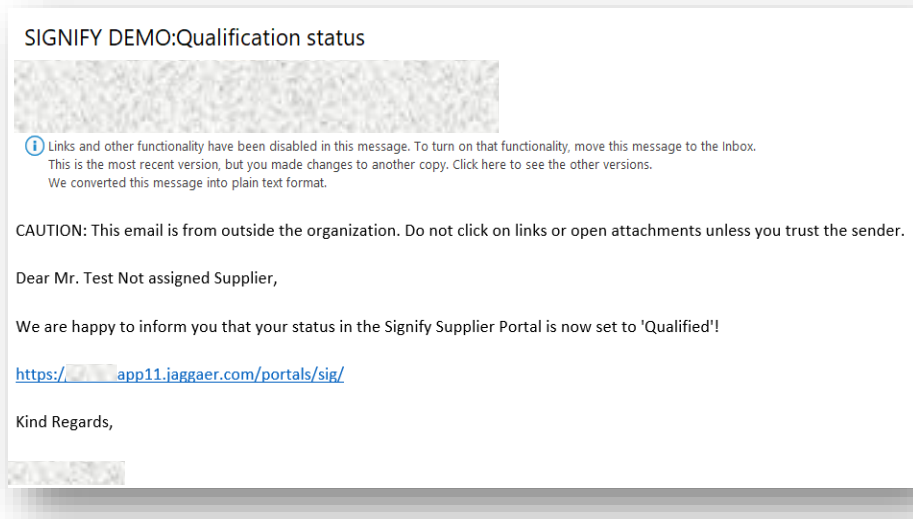 SIGNIFY DEMO:Qualification status
Links and other functionality have been disabled in this message. To turn on that functionality, move this message to the Inbox.
This is the most recent version, but you made changes to another copy. Click here to see the other versions.
We converted this message into plain text format.
CAUTION: This email is from outside the organization. Do not click on links or open attachments unless you trust the sender.
Dear Mr. Test Not assigned Supplier,
We are happy to inform you that your status in the Signify Supplier Portal is now set to 'Qualified'!
https:/ app11.jaggaer.com/portals/sig/
Kind Regards,